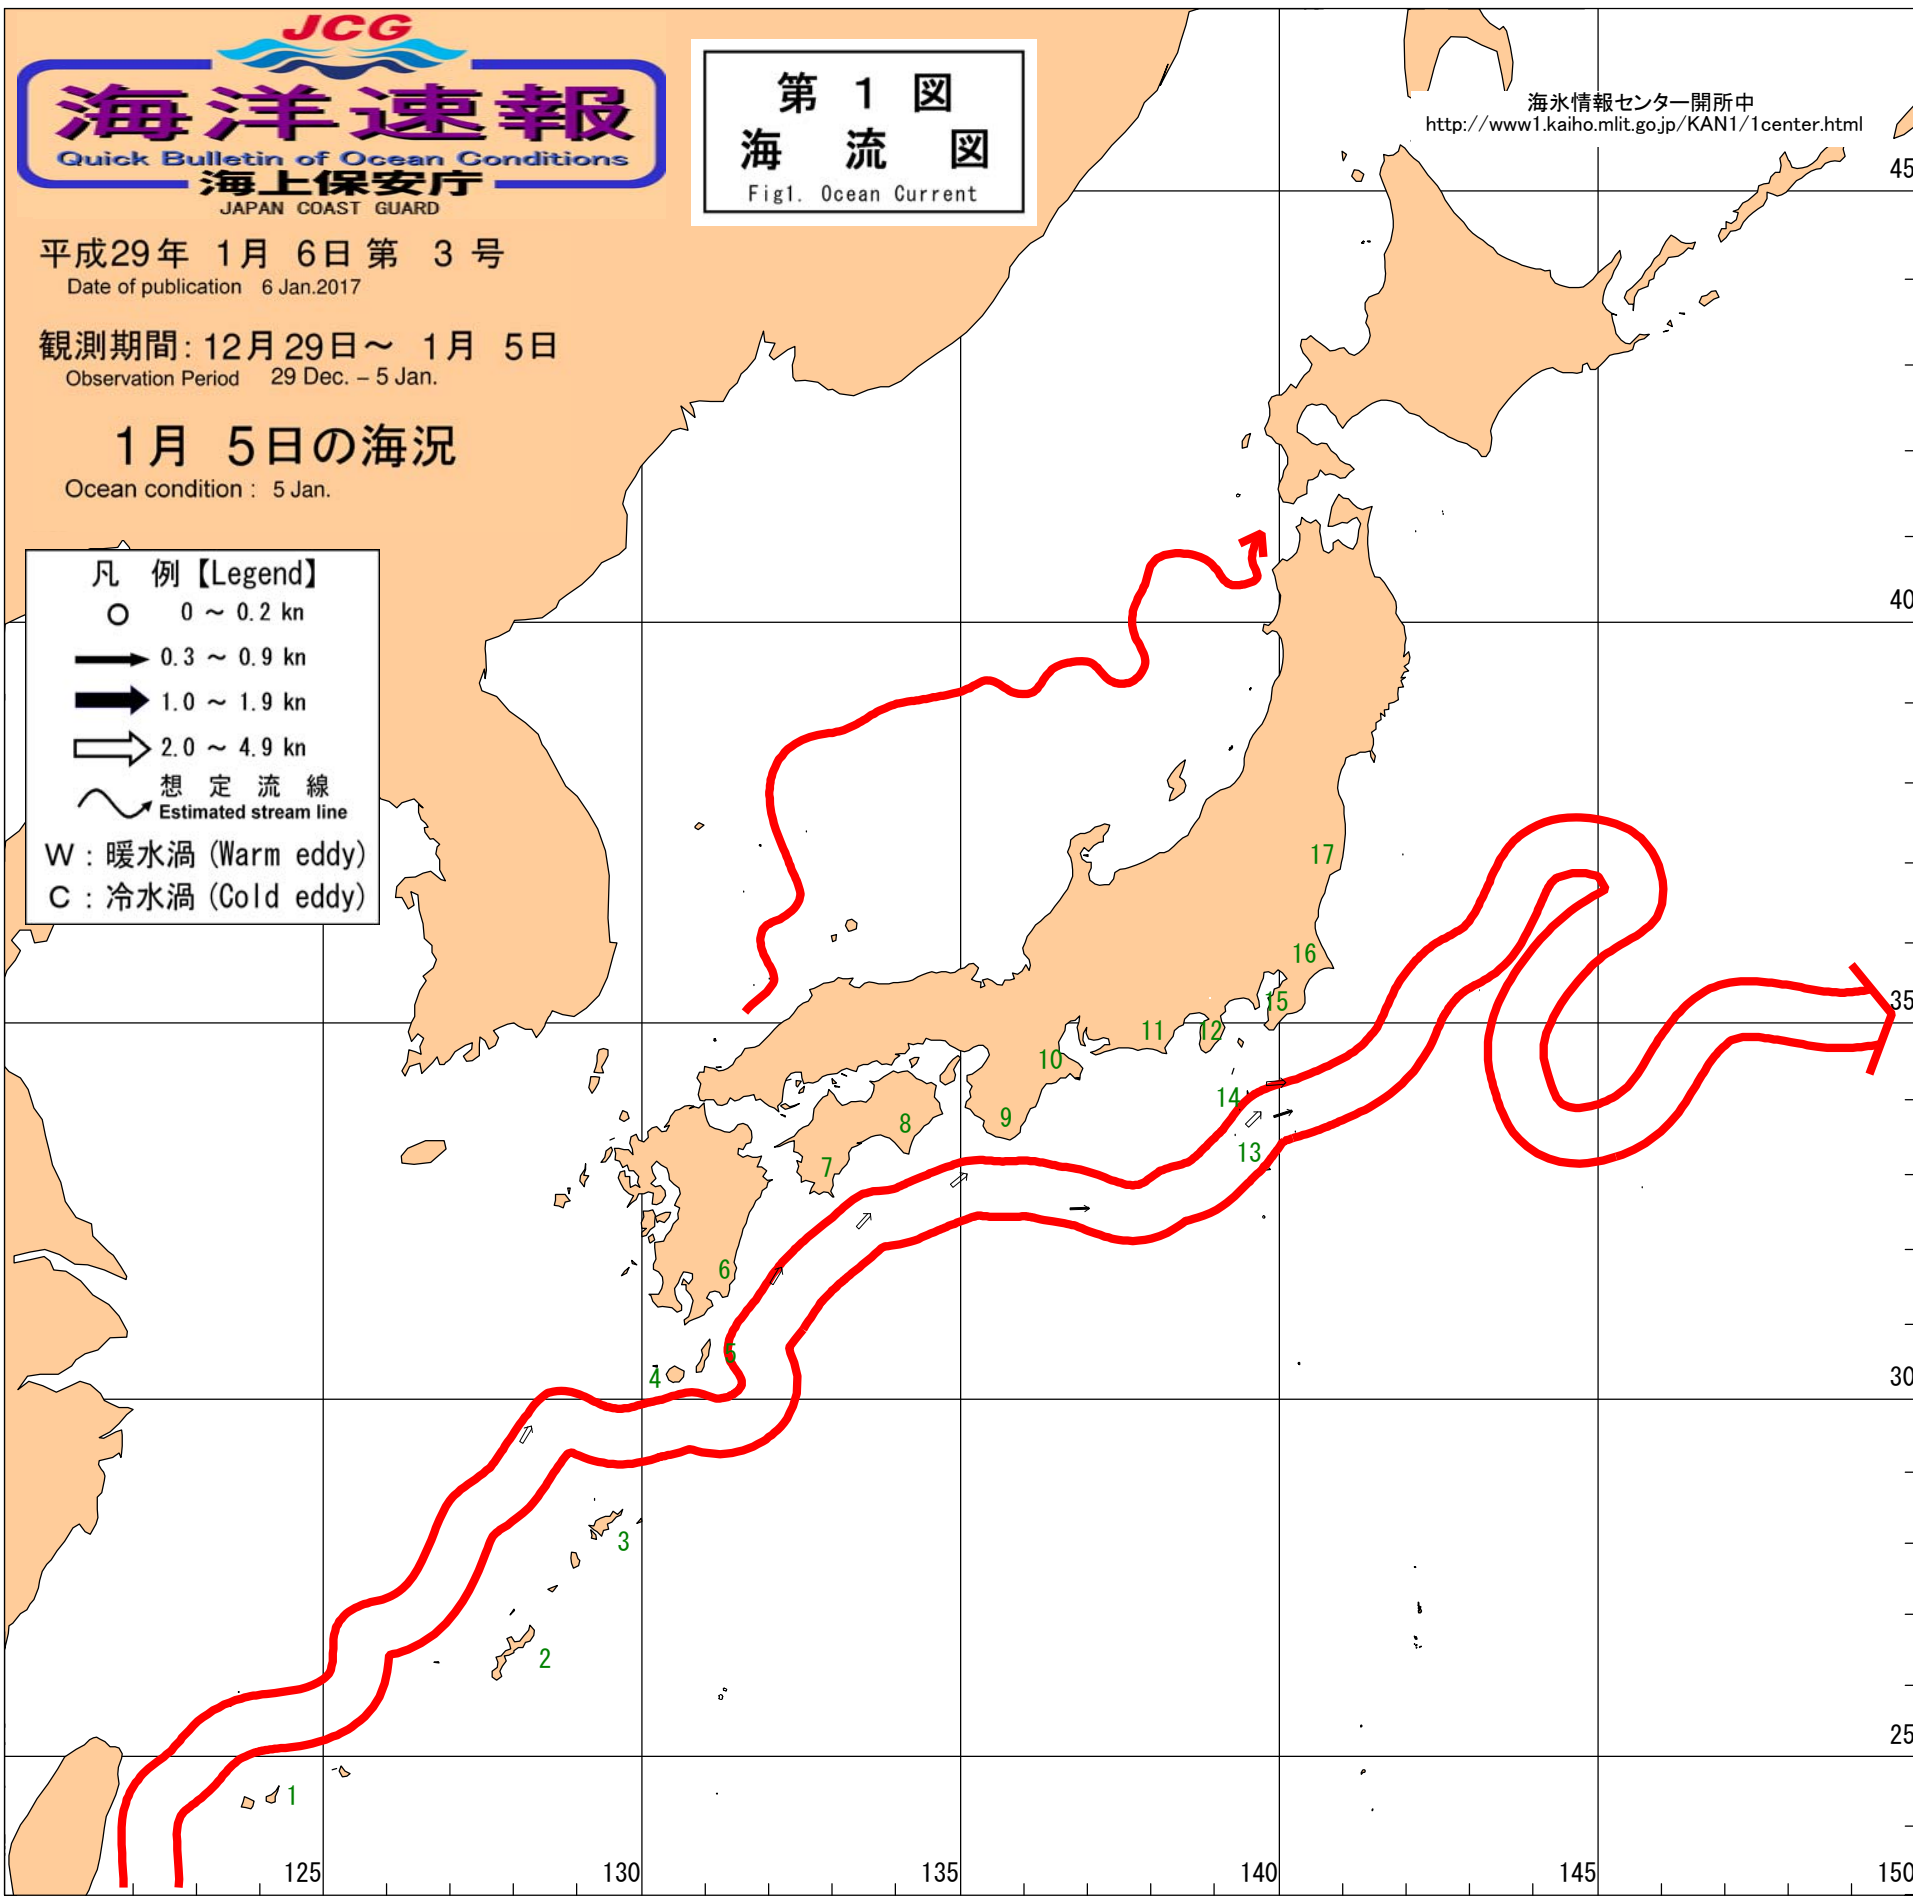 JCG
海洋速報
Quick Bulletin of Ocean Conditions
海上保安庁
JAPAN COAST GUARD
第 1 図
海 流 図
Fig1. Ocean Current
海氷情報センター開所中
http://www1.kaiho.mlit.go.jp/KAN1/1center.html
平成29年 1月 6日 第 3 号
Date of publication 6 Jan.2017
観測期間: 12月 29日～ 1月 5日
Observation Period 29 Dec. – 5 Jan.
1月 5日の海況
Ocean condition : 5 Jan.
凡 例【Legend】
0 ～ 0.2 kn
0.3 ～ 0.9 kn
1.0 ～ 1.9 kn
2.0 ～ 4.9 kn
想 定 流 線
Estimated stream line
W : 暖水渦 (Warm eddy)
C : 冷水渦 (Cold eddy)
45
40
17
16
35
15
12
11
10
14
9
8
13
7
6
5
4
30
3
2
25
1
125
130
135
140
145
150